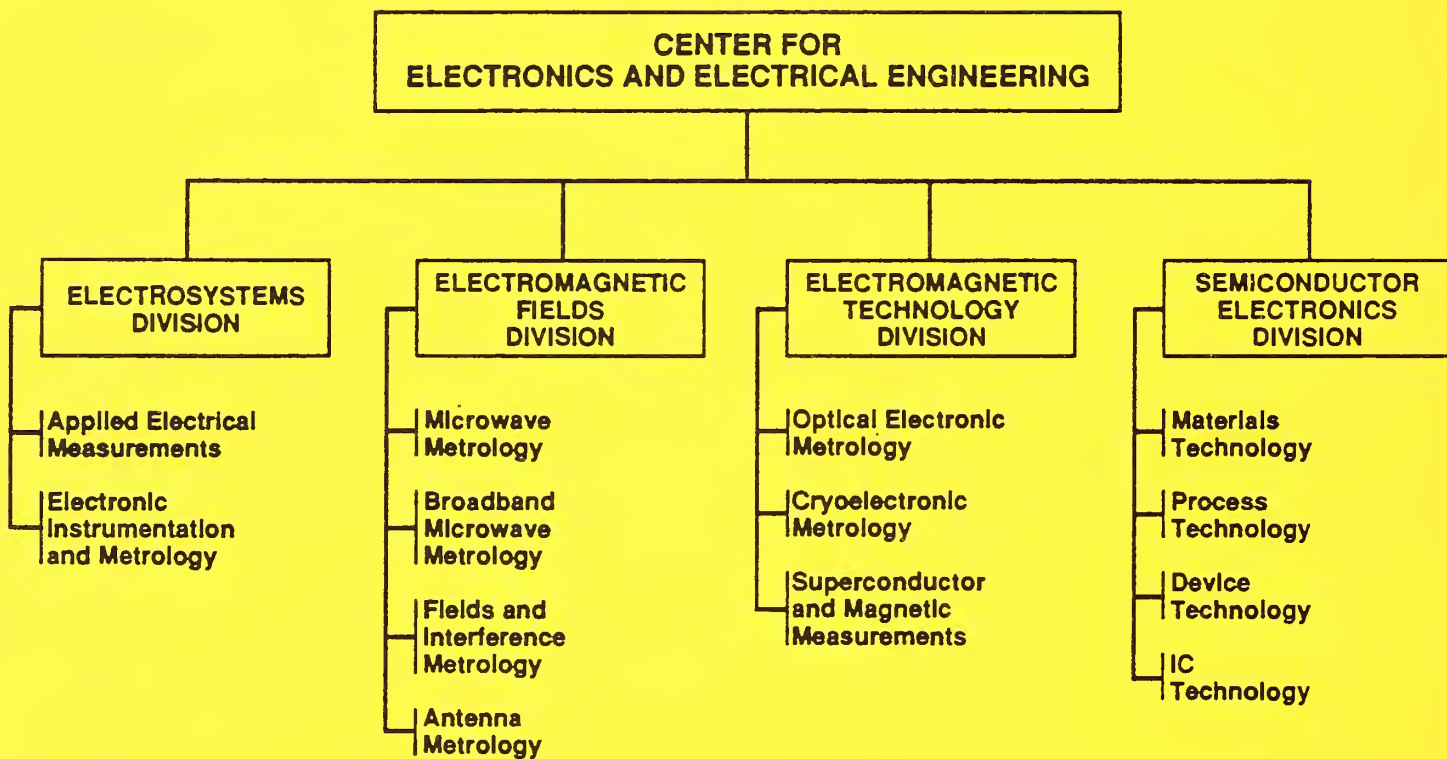 CENTER FOR
ELECTRONICS AND ELECTRICAL ENGINEERING
ELECTROSYSTEMS
DIVISION
Applied Electrical
Measurements
Electronic
Instrumentation
and Metrology
ELECTROMAGNETIC
FIELDS
DIVISION
Microwave
Metrology
Broadband
Microwave
Metrology
Fields and
Interference
Metrology
Antenna
Metrology
ELECTROMAGNETIC
TECHNOLOGY
DIVISION
Optical Electronic
Metrology
Cryoelectronic
Metrology
Superconductor
and Magnetic
Measurements
SEMICONDUCTOR
ELECTRONICS
DIVISION
Materials
Technology
Process
Technology
Device
Technology
IC
Technology